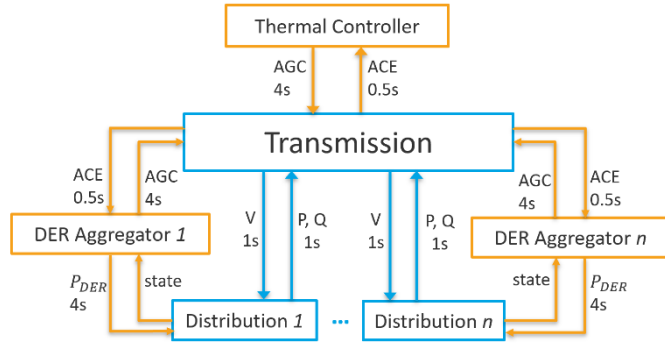 Thermal Controller
AGC
4s
ACE
0.5s
Transmission
ACE
0.5s
AGC
4s
V
1s
P, Q
1s
V
1s
P, Q
1s
AGC
4s
ACE
0.5s
DER Aggregator 1
DER Aggregator n
P_DER
4s
state
state
P_DER
4s
Distribution 1
...
Distribution n